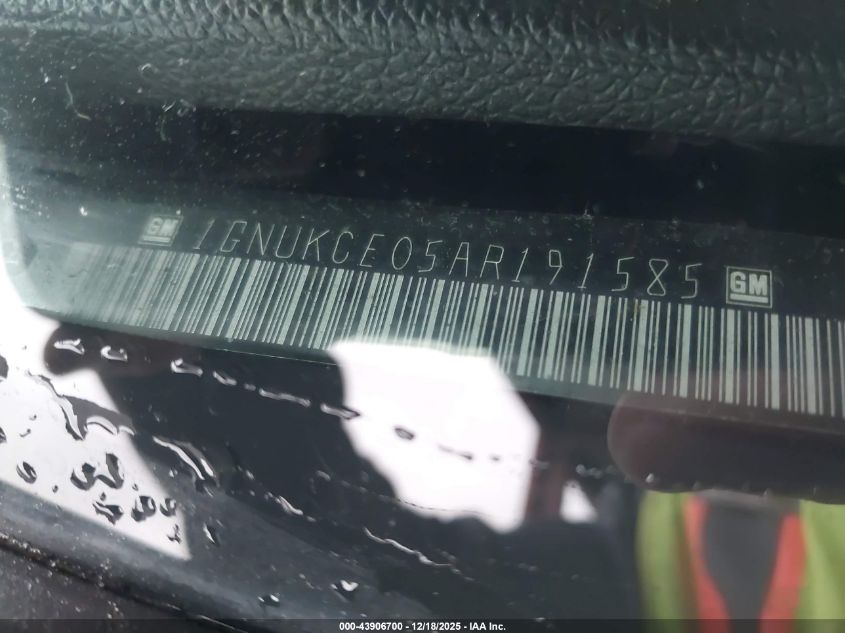 GM 1GNUKCE05AR191585 GM
000-43906700 - 12/18/2025 - IAA Inc.